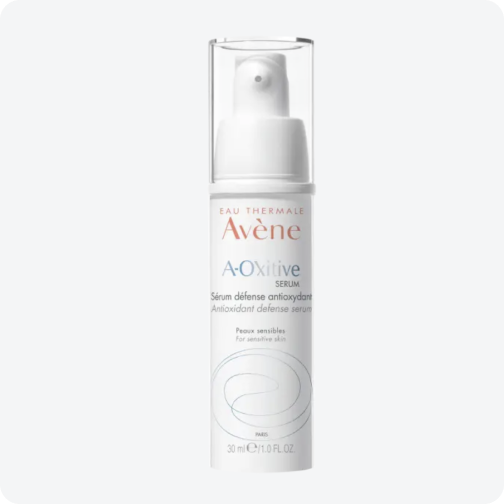 EAU THERMALE
Avène
A-Oxitive
SERUM
Sérum défense antioxydant
Antioxidant defense serum
Peaux sensibles
For sensitive skin
PARIS
30 ml ℮/1.0 FL. OZ.